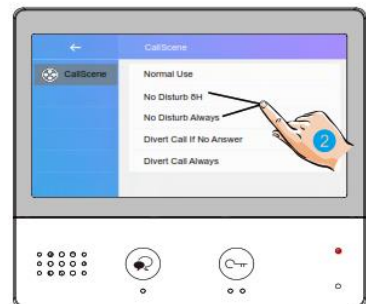 CallScene
CallScene
Normal Use
No Disturb 8H
No Disturb Always
Divert Call If No Answer
Divert Call Always
2